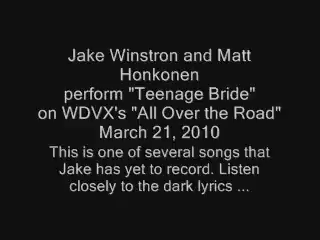 Jake Winstron and Matt
Honkonen
perform "Teenage Bride"
on WDVX's "All Over the Road"
March 21, 2010
This is one of several songs that
Jake has yet to record. Listen
closely to the dark lyrics ...